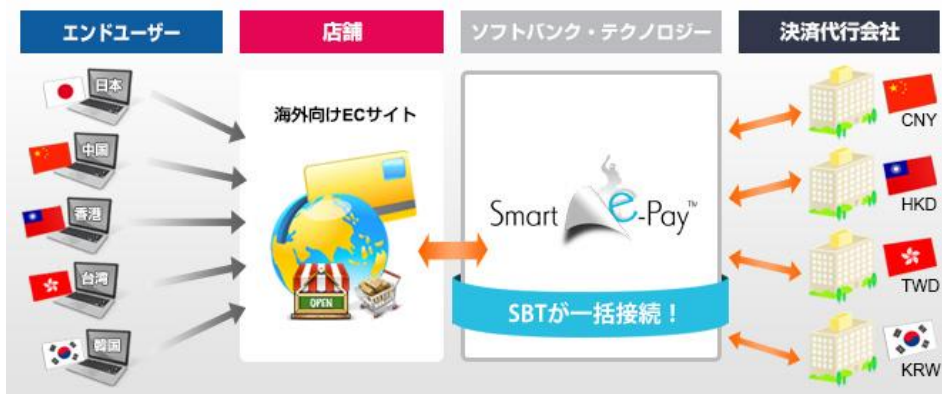 エンドユーザー
店舗
ソフトバンク・テクノロジー
決済代行会社
日本
中国
香港
台湾
韓国
海外向けECサイト
OPEN
Smart e-Pay™
SBTが一括接続！
CNY
HKD
TWD
KRW